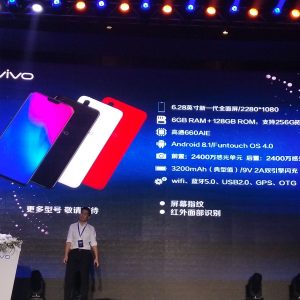 vivo
6.28英寸新一代全面屏/2280*1080
6GB RAM + 128GB ROM，支持256G
高通660AIE
Android 8.1/Funtouch OS 4.0
前置：2400万感光单元 后置：2400万
3200mAh（典型值）/9V 2A双引擎闪充
wifi、蓝牙5.0、USB2.0、GPS、OTG
屏幕指纹
红外面部识别
更多型号 敬请期待
vivo